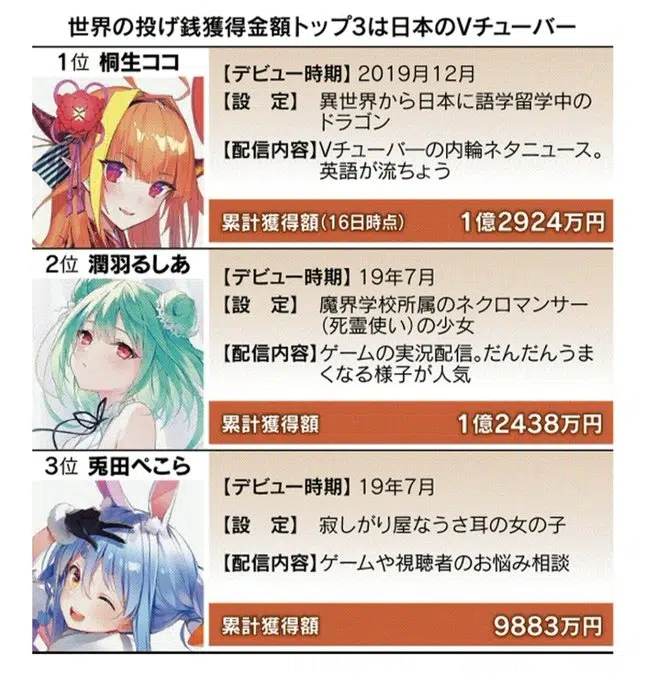 世界の投げ銭獲得金額トップ3は日本のVチューバー
1位 桐生ココ
【デビュー時期】2019月12月
【設　定】 異世界から日本に語学留学中の
ドラゴン
【配信内容】Vチューバーの内輪ネタニュース。
英語が流ちょう
累計獲得額(16日時点) 1億2924万円
2位 潤羽るしあ
【デビュー時期】19年7月
【設　定】 魔界学校所属のネクロマンサー
(死霊使い)の少女
【配信内容】ゲームの実況配信。だんだんうま
くなる様子が人気
累計獲得額 1億2438万円
3位 兎田ぺこら
【デビュー時期】19年7月
【設　定】 寂しがり屋なうさ耳の女の子
【配信内容】ゲームや視聴者のお悩み相談
累計獲得額 9883万円